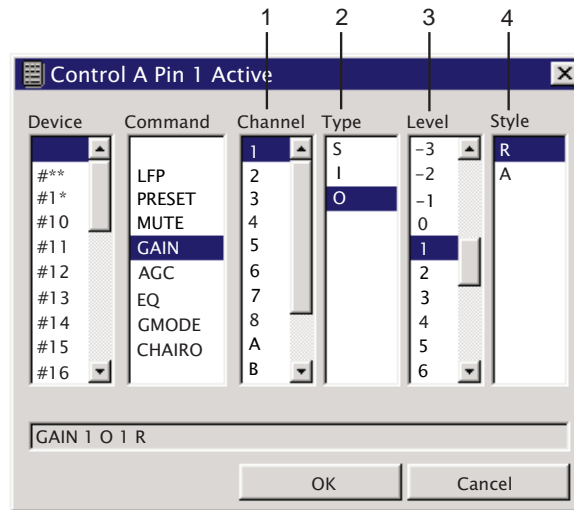 1 2 3 4
Control A Pin 1 Active
Device Command Channel Type Level Style
1 S -3 R
#** LFP 2 I -2 A
#1* PRESET 3 O -1
#10 MUTE 4 0
#11 GAIN 5 1
#12 AGC 6 2
#13 EQ 7 3
#14 GMODE 8 4
#15 CHAIRO A 5
#16 B 6
GAIN 1 O 1 R
OK Cancel